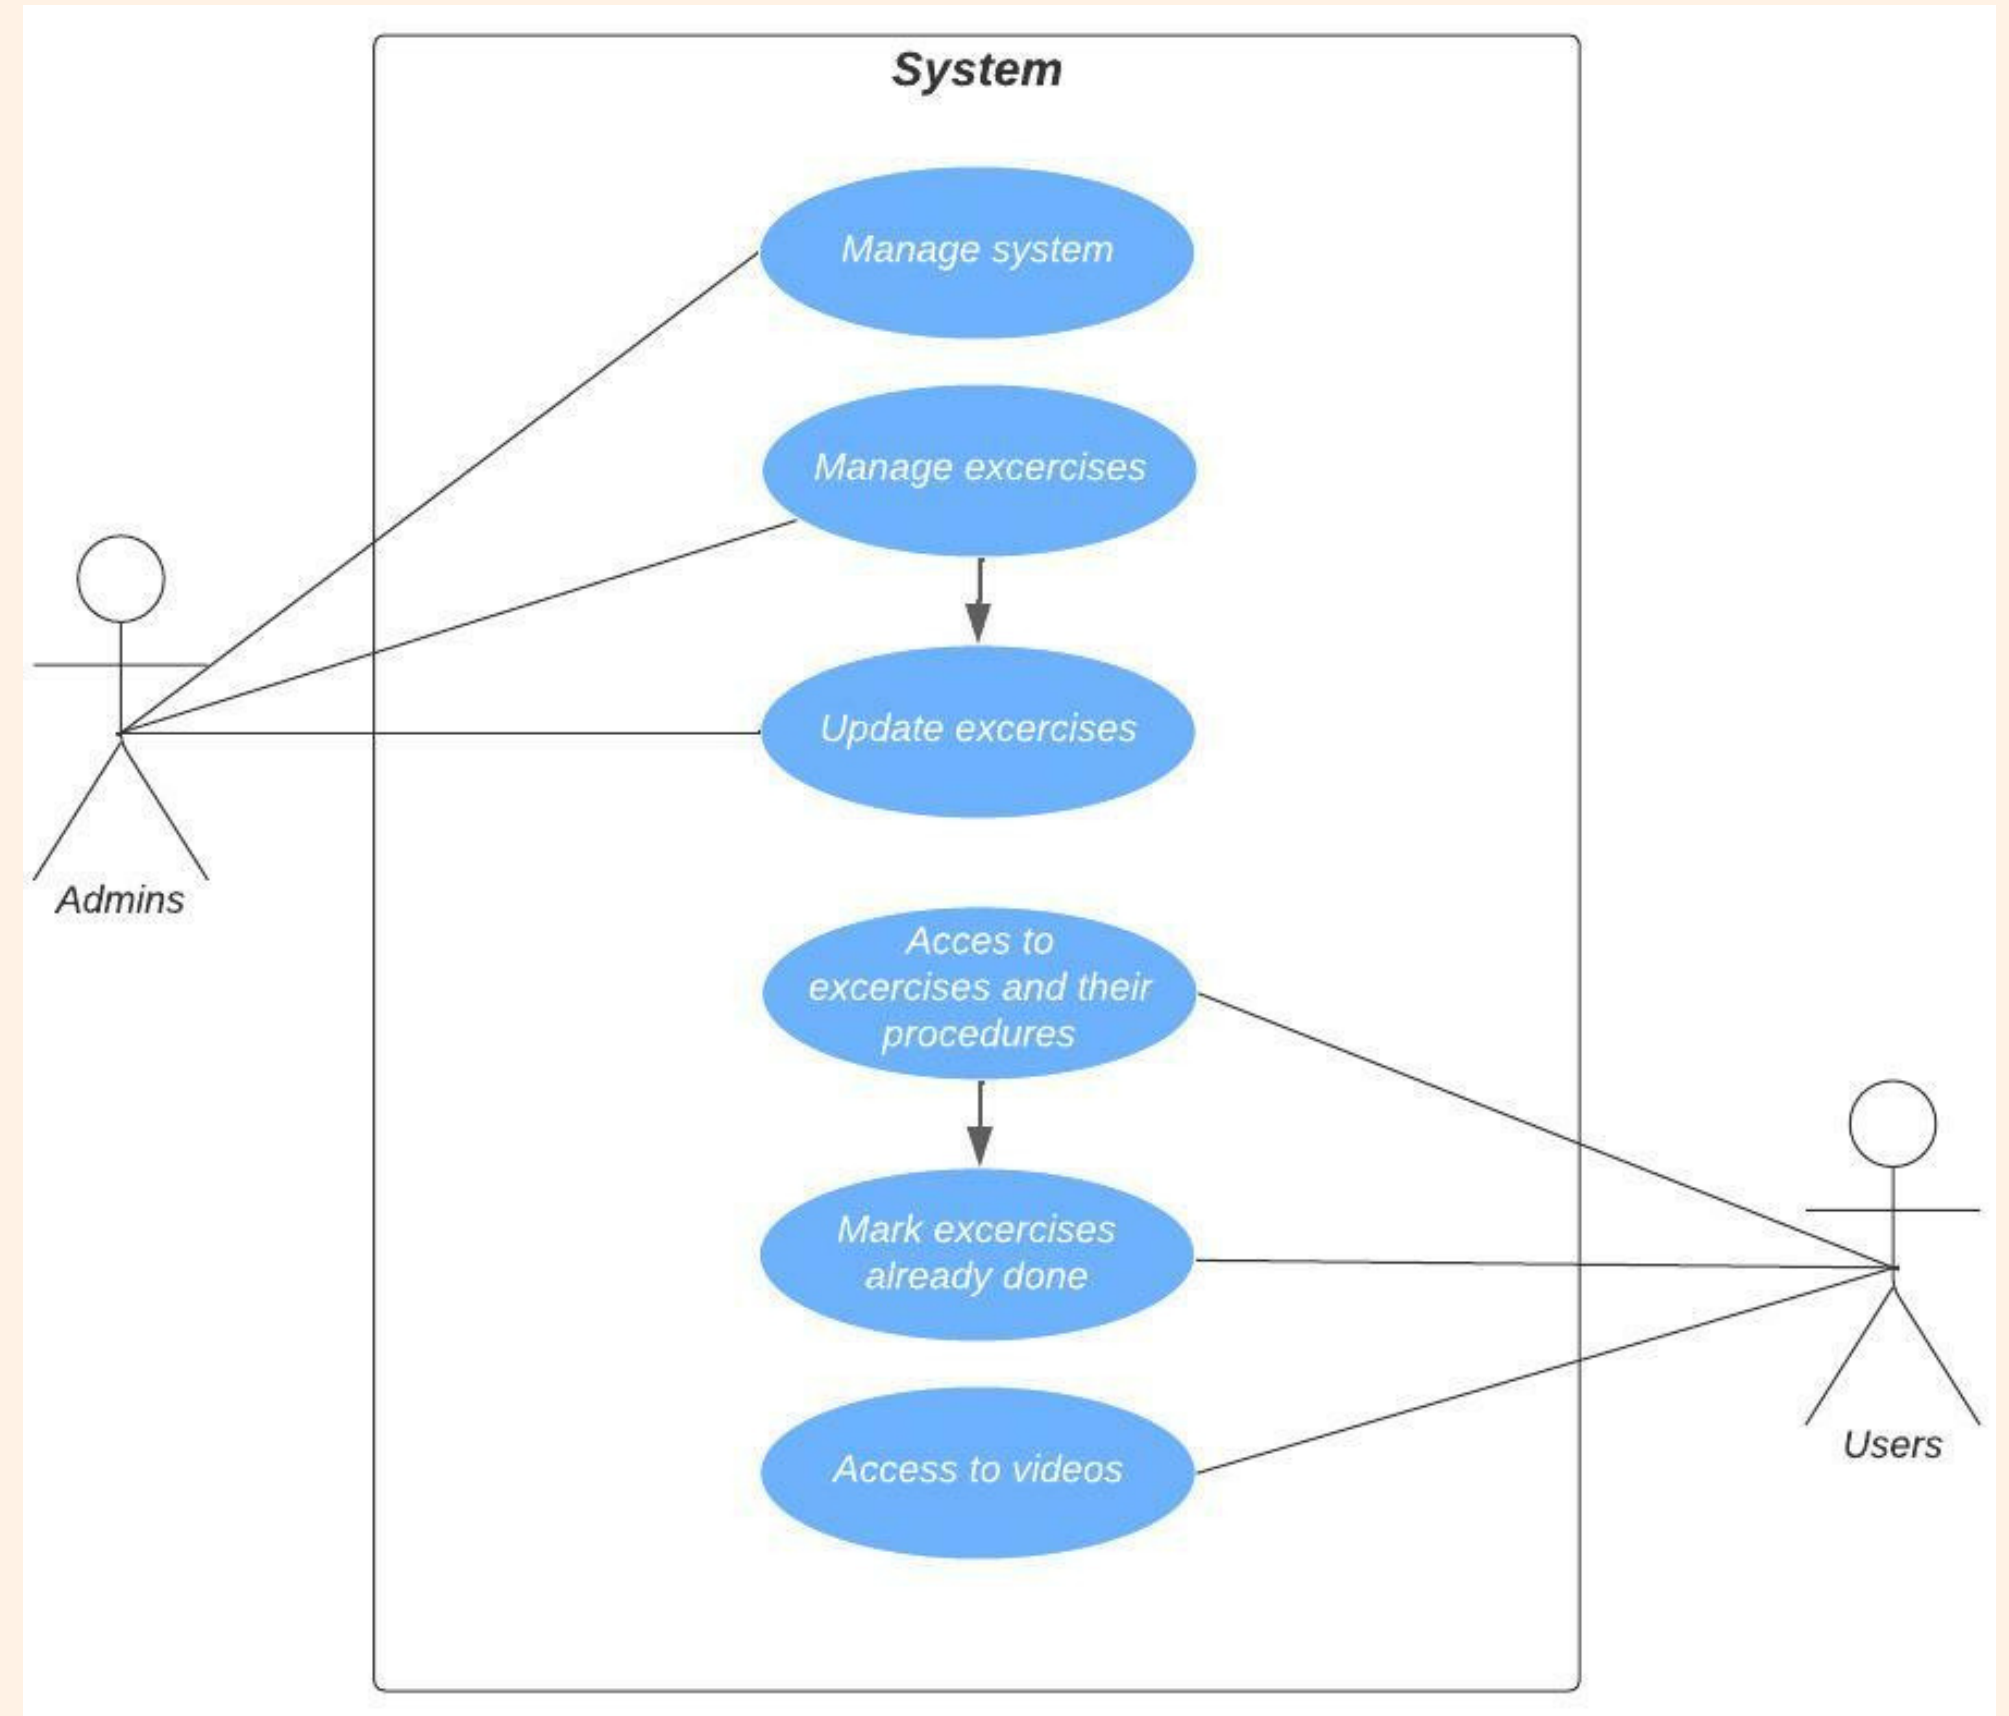 System
Manage system
Manage excercises
Update excercises
Admins
Acces to
excercises and their
procedures
Mark excercises
already done
Users
Access to videos